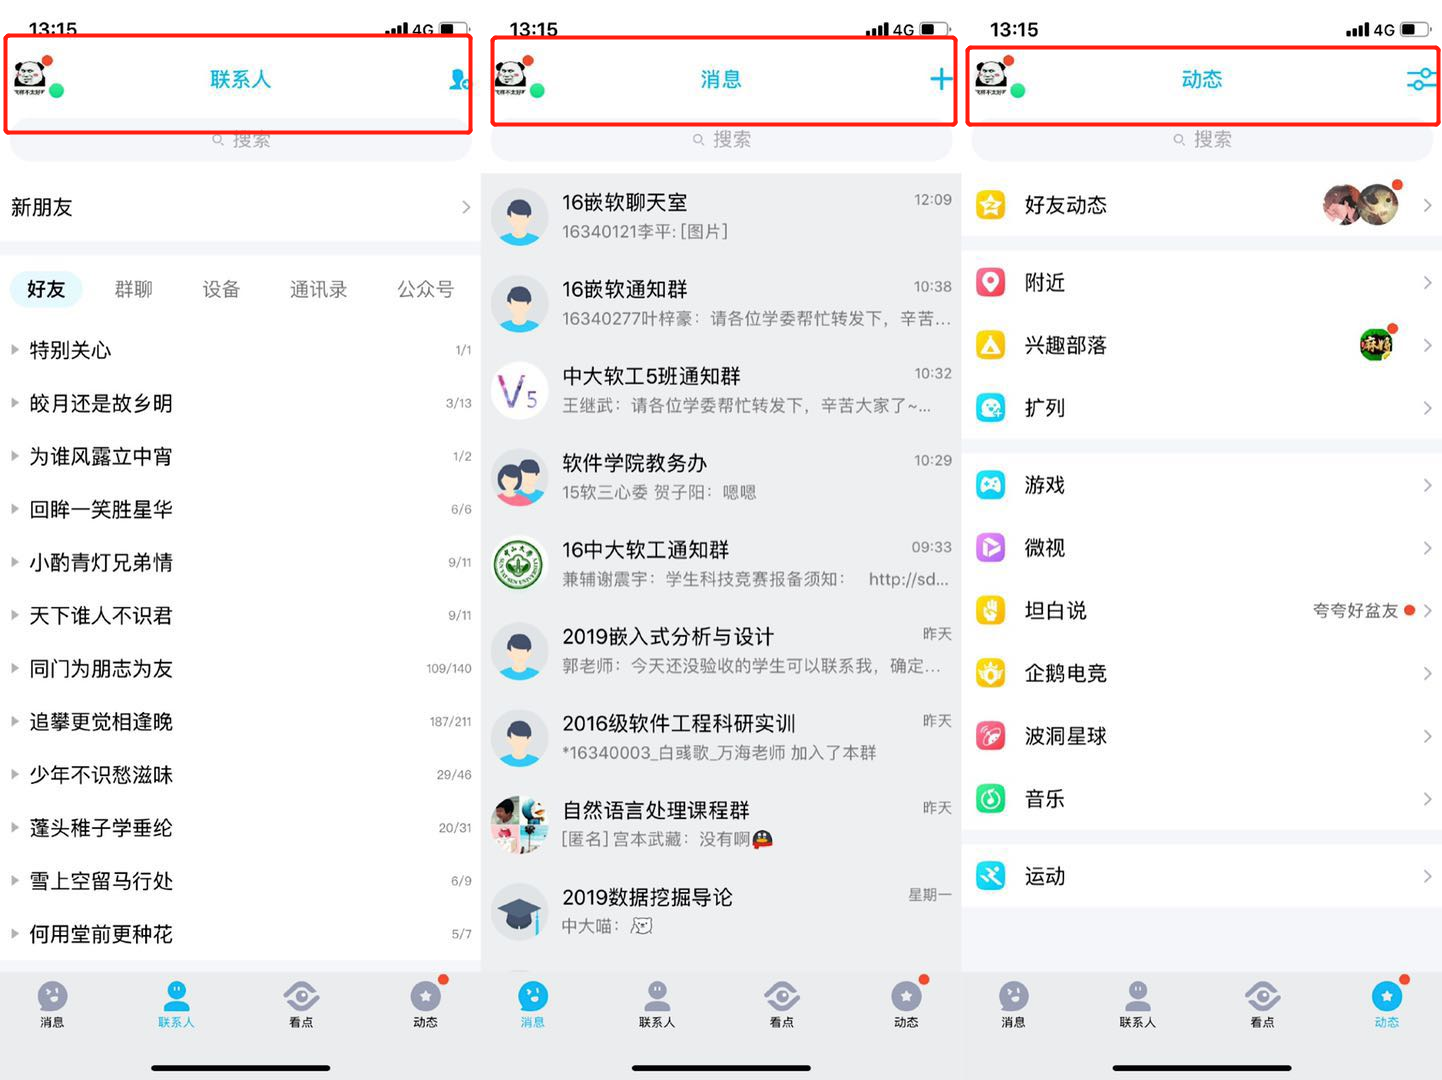 13:15
4G
联系人
搜索
新朋友
好友 群聊 设备 通讯录 公众号
特别关心 1/1
皎月还是故乡明 3/13
为谁风露立中宵 1/2
回眸一笑胜星华 6/6
小酌青灯兄弟情 9/11
天下谁人不识君 9/11
同门为朋志为友 109/140
追攀更觉相逢晚 187/211
少年不识愁滋味 29/46
蓬头稚子学垂纶 20/31
雪上空留马行处 6/9
何用堂前更种花 5/7
消息 联系人 看点 动态
13:15
4G
消息
搜索
16嵌软聊天室 12:09
16340121李平: [图片]
16嵌软通知群 10:38
16340277叶梓豪：请各位学委帮忙转发下，辛苦...
中大软工5班通知群 10:32
王继武：请各位学委帮忙转发下，辛苦大家了~...
V5
软件学院教务办 10:29
15软三心委 贺子阳：嗯嗯
16中大软工通知群 09:33
兼辅谢震宇：学生科技竞赛报备须知： http://sd...
2019嵌入式分析与设计 昨天
郭老师：今天还没验收的学生可以联系我，确定...
2016级软件工程科研实训 昨天
*16340003_白彧歌_万海老师 加入了本群
自然语言处理课程群 昨天
[匿名] 宫本武藏：没有啊
2019数据挖掘导论 星期一
中大喵：
消息 联系人 看点 动态
13:15
4G
动态
搜索
好友动态
附近
兴趣部落
扩列
游戏
微视
坦白说 夸夸好盆友
企鹅电竞
波洞星球
音乐
运动
消息 联系人 看点 动态